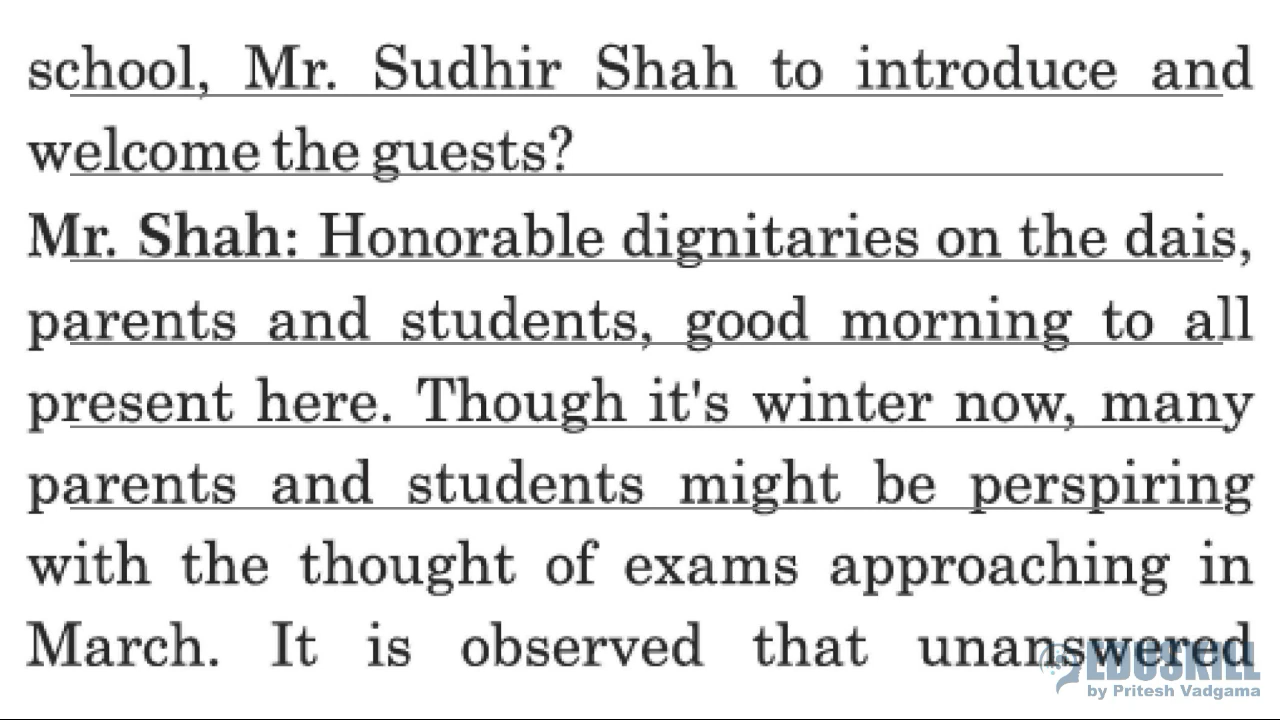 school, Mr. Sudhir Shah to introduce and
welcome the guests?
Mr. Shah: Honorable dignitaries on the dais,
parents and students, good morning to all
present here. Though it's winter now, many
parents and students might be perspiring
with the thought of exams approaching in
March. It is observed that unanswered
EDUSKILL
by Pritesh Vadgama